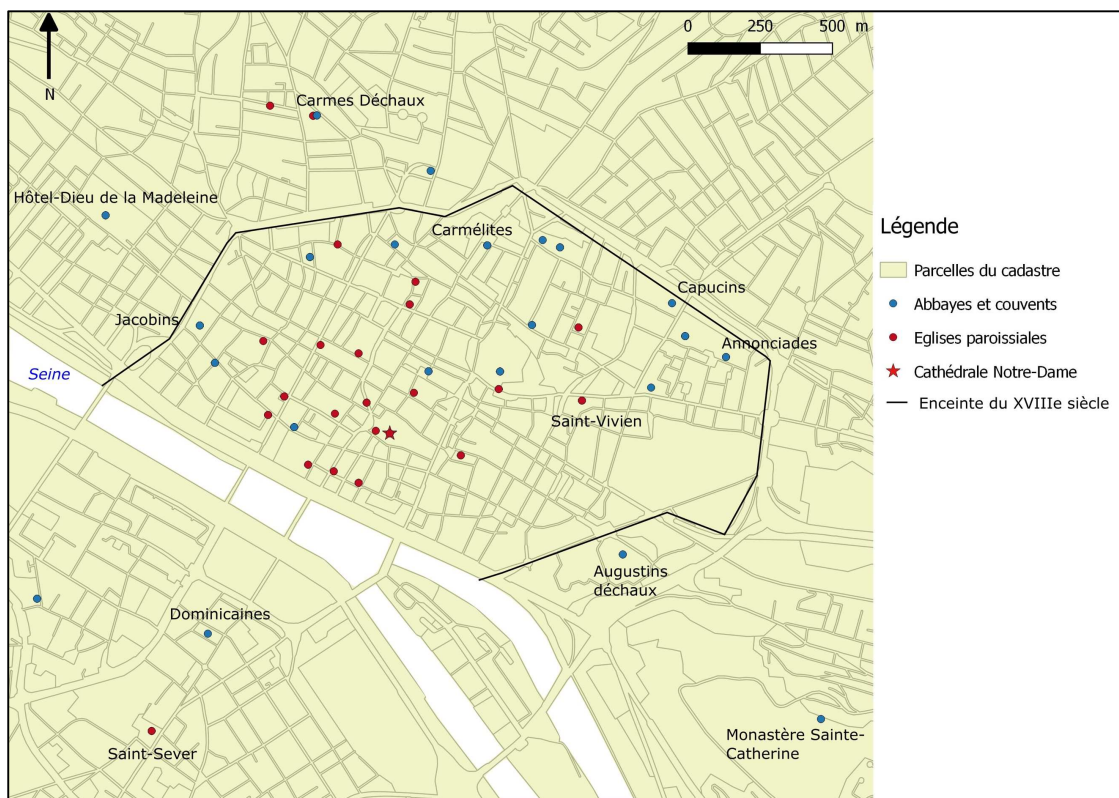 0 250 500 m
N
Carmes Déchaux
Hôtel-Dieu de la Madeleine
Carmélites
Capucins
Jacobins
Annonciades
Seine
Saint-Vivien
Augustins
déchaux
Dominicaines
Monastère Sainte-
Catherine
Saint-Sever
Légende
Parcelles du cadastre
Abbayes et couvents
Eglises paroissiales
Cathédrale Notre-Dame
Enceinte du XVIIIe siècle